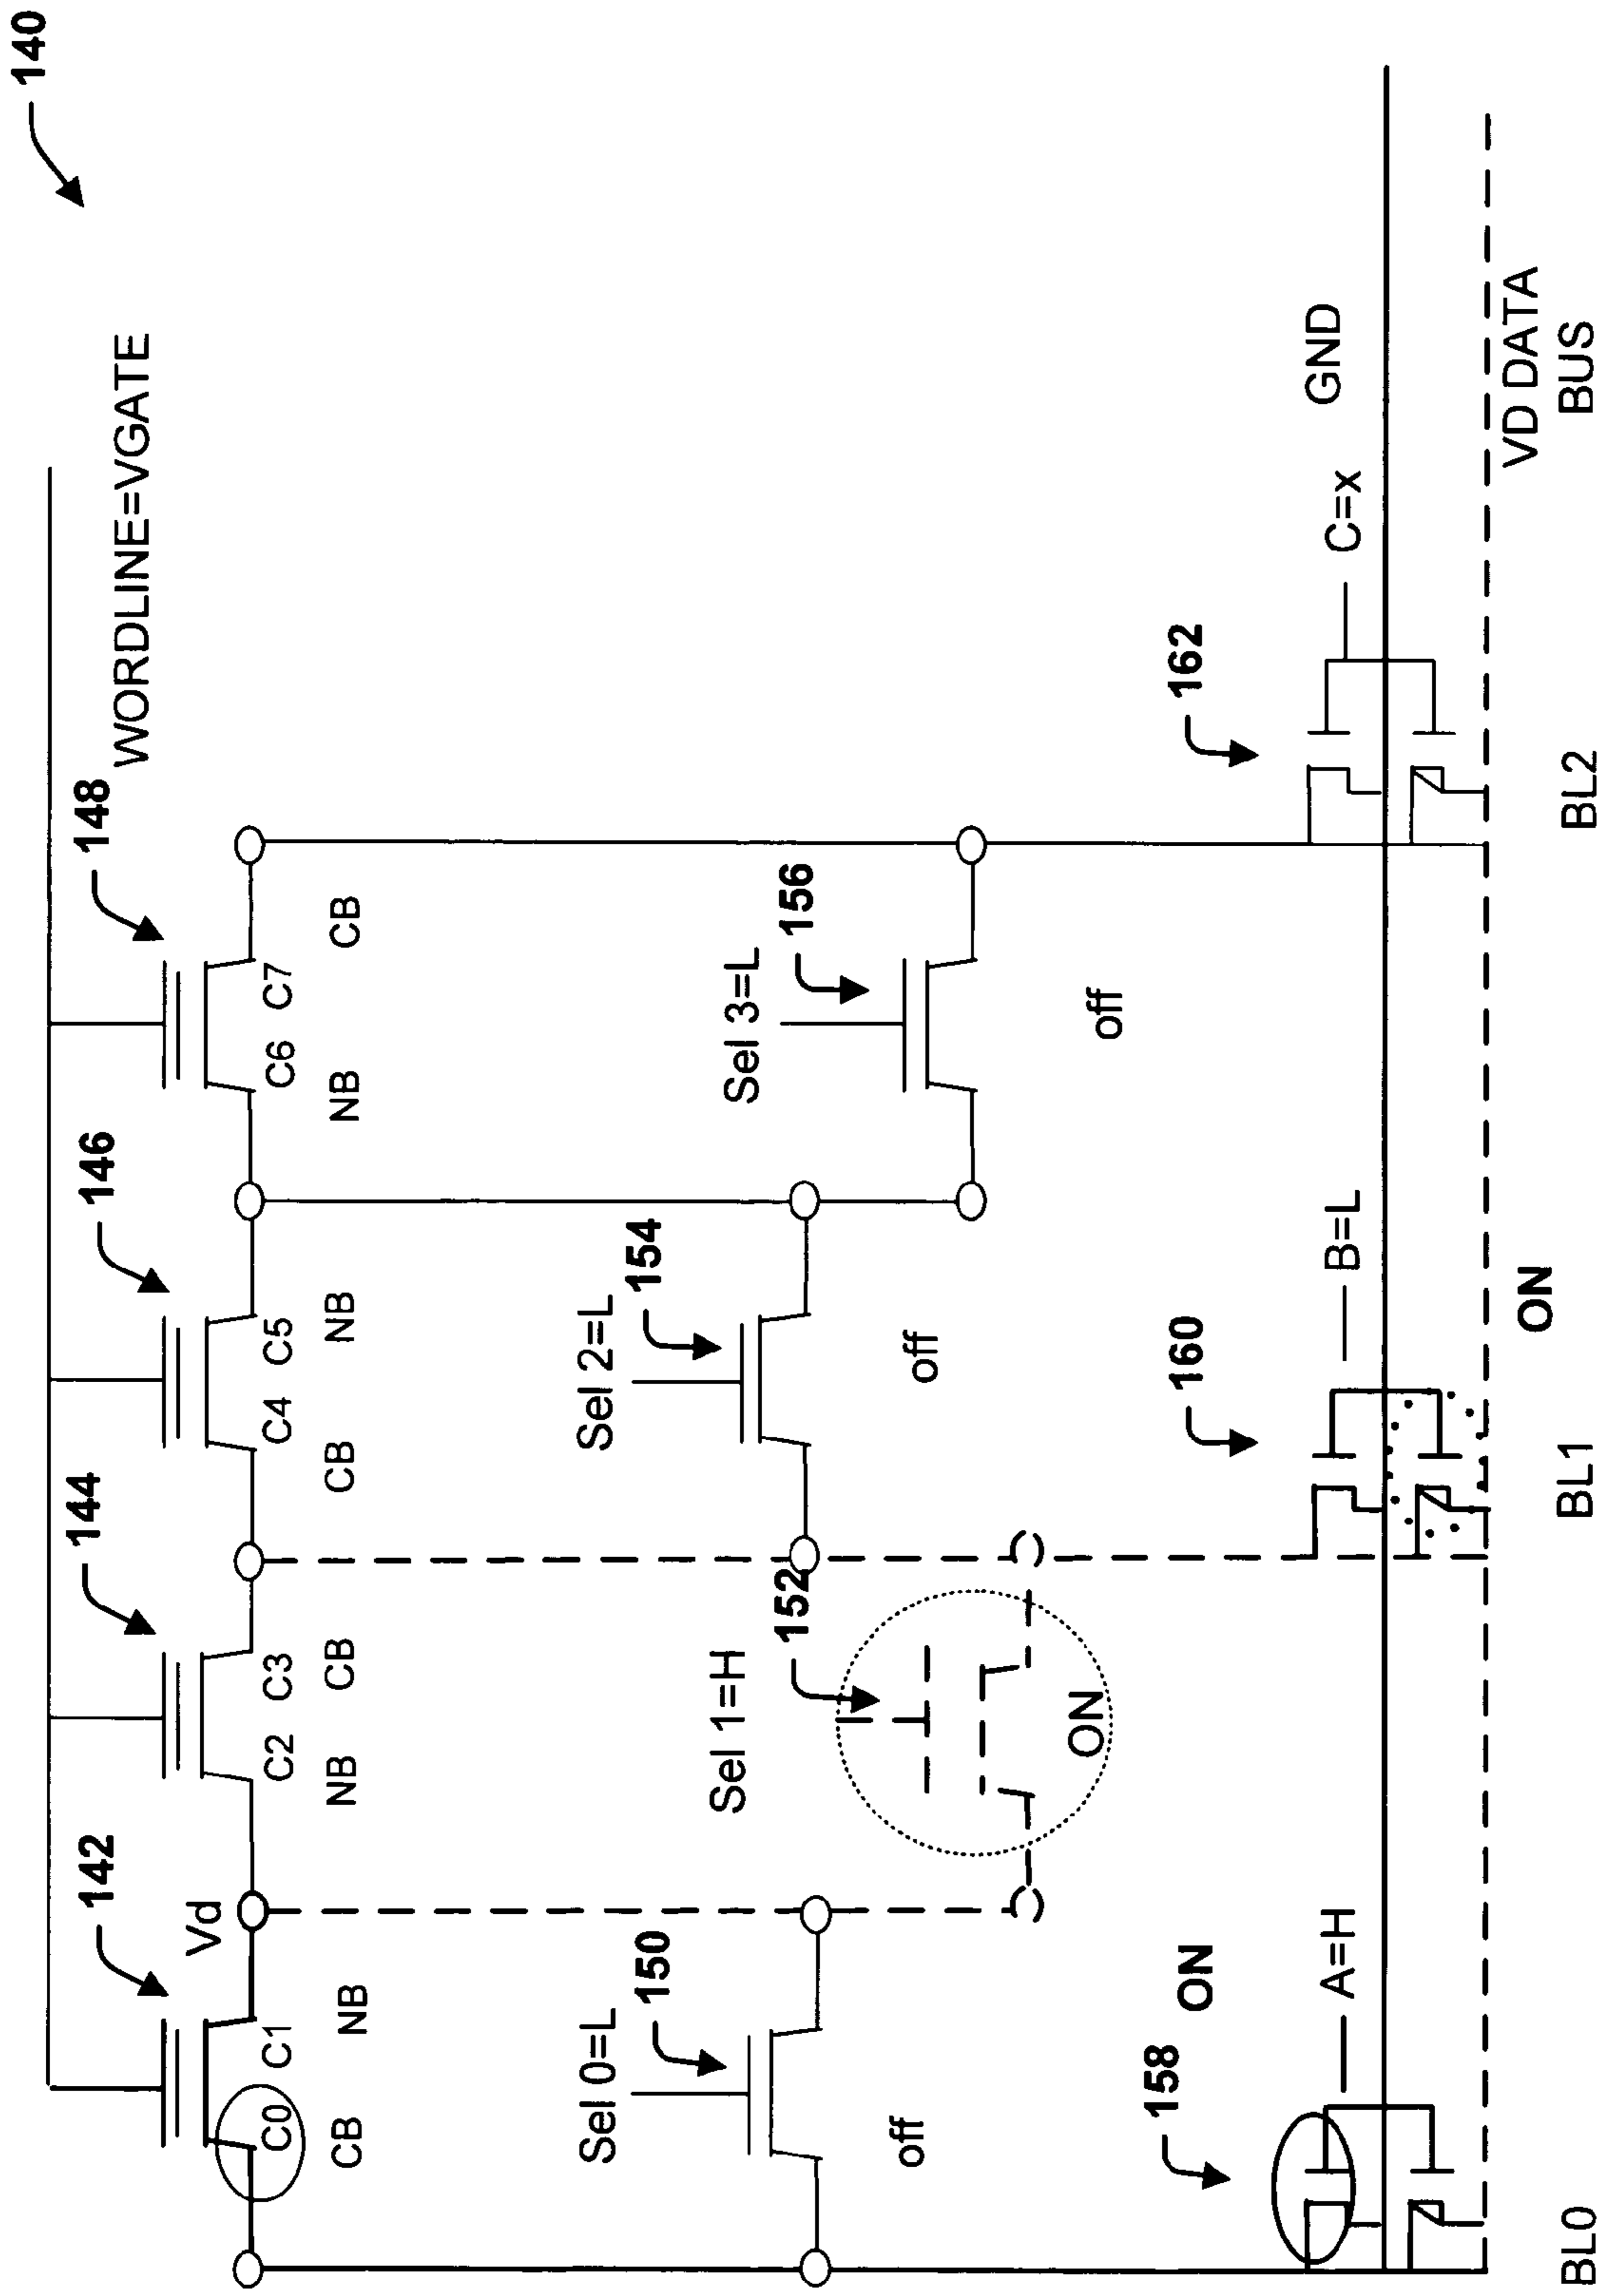 140
WORDLINE=VGATE
142
144
146
148
Vd
C0 C1
C2 C3
C4 C5
C6 C7
CB
NB
NB
CB
CB
NB
NB
CB
Sel 0=L
150
off
Sel 1=H
152
ON
Sel 2=L
154
off
Sel 3=L
156
off
158
ON
A=H
160
B=L
162
C=x
GND
ON
VD DATA
BUS
BL0
BL1
BL2